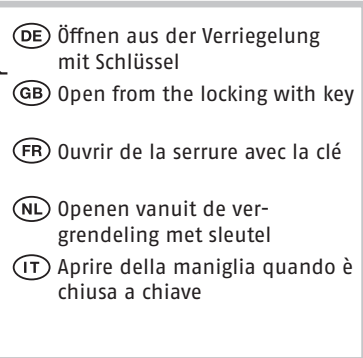 DE Öffnen aus der Verriegelung
mit Schlüssel
GB Open from the locking with key
FR Ouvrir de la serrure avec la clé
NL Openen vanuit de ver-
grendeling met sleutel
IT Aprire della maniglia quando è
chiusa a chiave